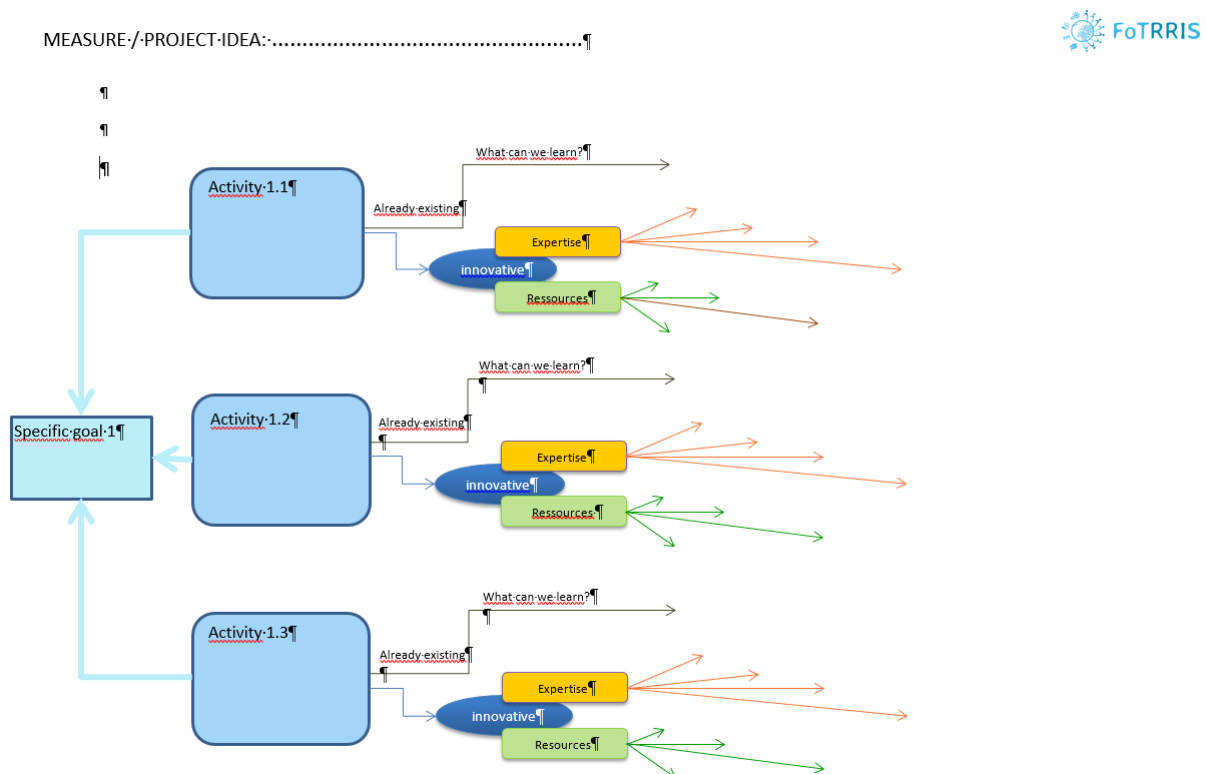 MEASURE·/·PROJECT·IDEA:·....................................................¶
FoTRRIS
¶
¶
¶
What·can·we·learn?¶
Activity·1.1¶
Already·existing¶
Expertise¶
innovative¶
Ressources¶
What·can·we·learn?¶
¶
Activity·1.2¶
Already·existing¶
¶
Specific·goal·1¶
Expertise¶
innovative¶
Ressources·¶
What·can·we·learn?¶
¶
Activity·1.3¶
Already·existing¶
¶
Expertise¶
innovative¶
Resources¶